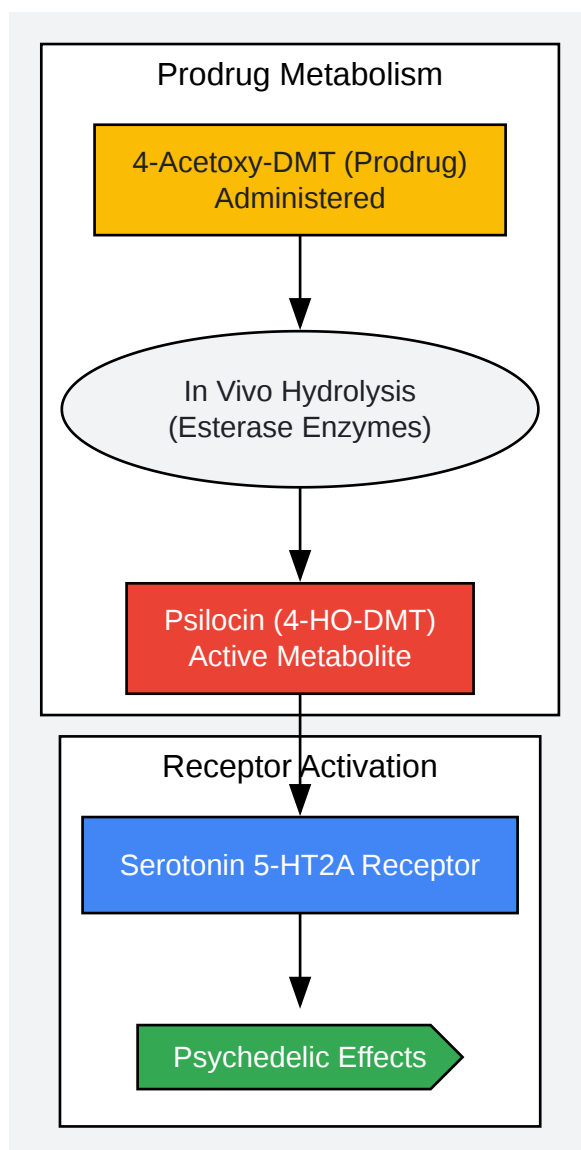 Prodrug Metabolism
4-Acetoxy-DMT (Prodrug)
Administered
In Vivo Hydrolysis
(Esterase Enzymes)
Psilocin (4-HO-DMT)
Active Metabolite
Receptor Activation
Serotonin 5-HT2A Receptor
Psychedelic Effects